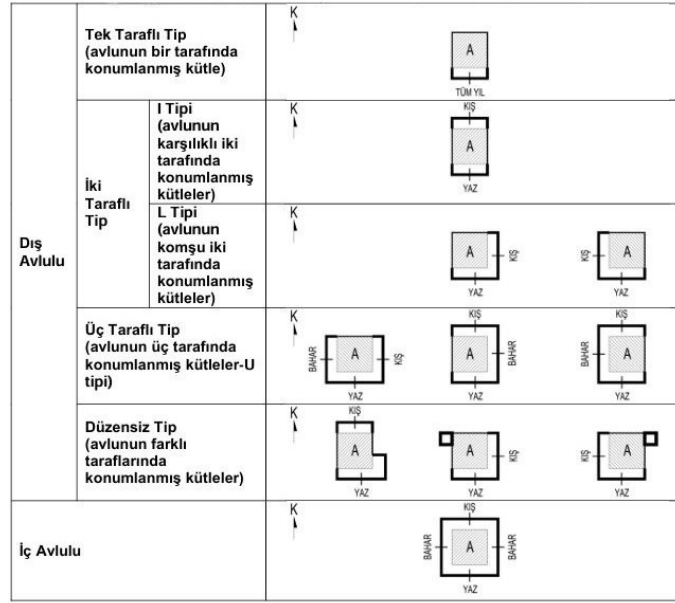 Dış
Avlulu
Tek Taraflı Tip
(avlunun bir tarafında
konumlanmış kütle)
K
A
TÜM YIL
İki
Taraflı
Tip
I Tipi
(avlunun
karşılıklı iki
tarafında
konumlanmış
kütleler)
K
KIŞ
A
YAZ
L Tipi
(avlunun
komşu iki
tarafında
konumlanmış
kütleler)
K
A
KIŞ
YAZ
KIŞ
A
YAZ
Üç Taraflı Tip
(avlunun üç tarafında
konumlanmış kütleler-U
tipi)
K
BAHAR
A
KIŞ
YAZ
KIŞ
A
BAHAR
YAZ
KIŞ
BAHAR
A
YAZ
Düzensiz Tip
(avlunun farklı
taraflarında
konumlanmış kütleler)
K
KIŞ
A
YAZ
A
KIŞ
YAZ
KIŞ
A
YAZ
İç Avlulu
K
KIŞ
BAHAR
A
BAHAR
YAZ